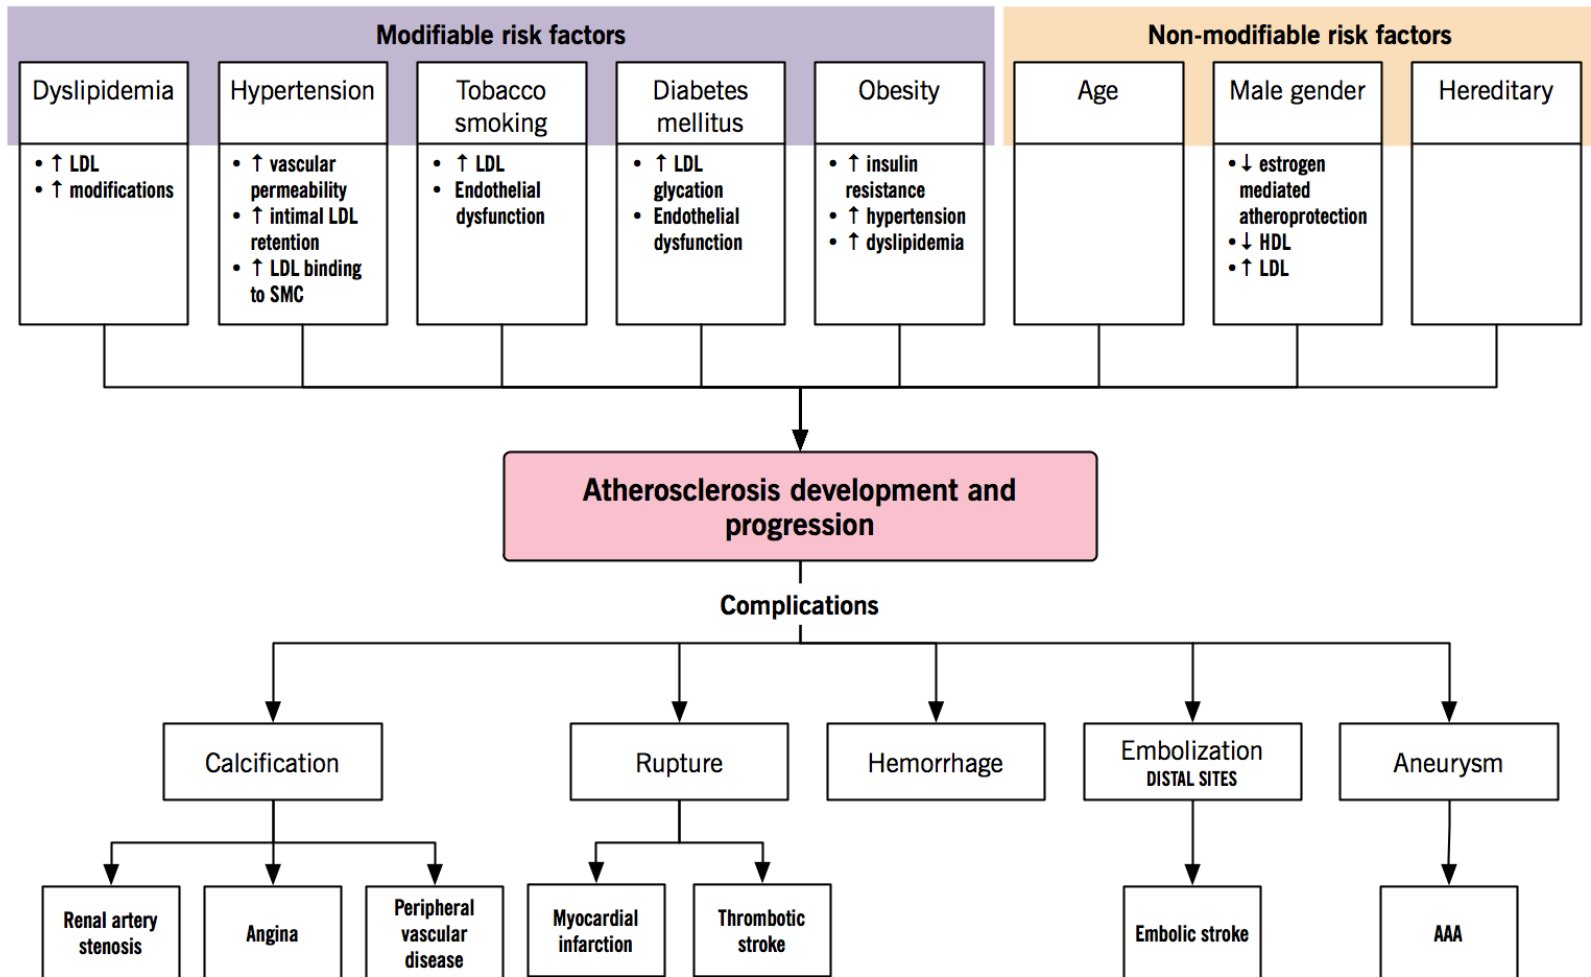 Modifiable risk factors
Non-modifiable risk factors
Dyslipidemia
Hypertension
Tobacco
smoking
Diabetes
mellitus
Obesity
Age
Male gender
Hereditary
• ↑ LDL
• ↑ modifications
• ↑ vascular
permeability
• ↑ intimal LDL
retention
• ↑ LDL binding
to SMC
• ↑ LDL
• Endothelial
dysfunction
• ↑ LDL
glycation
• Endothelial
dysfunction
• ↑ insulin
resistance
• ↑ hypertension
• ↑ dyslipidemia
• ↓ estrogen
mediated
atheroprotection
• ↓ HDL
• ↑ LDL
Atherosclerosis development and
progression
Complications
Calcification
Rupture
Hemorrhage
Embolization
DISTAL SITES
Aneurysm
Renal artery
stenosis
Angina
Peripheral
vascular
disease
Myocardial
infarction
Thrombotic
stroke
Embolic stroke
AAA